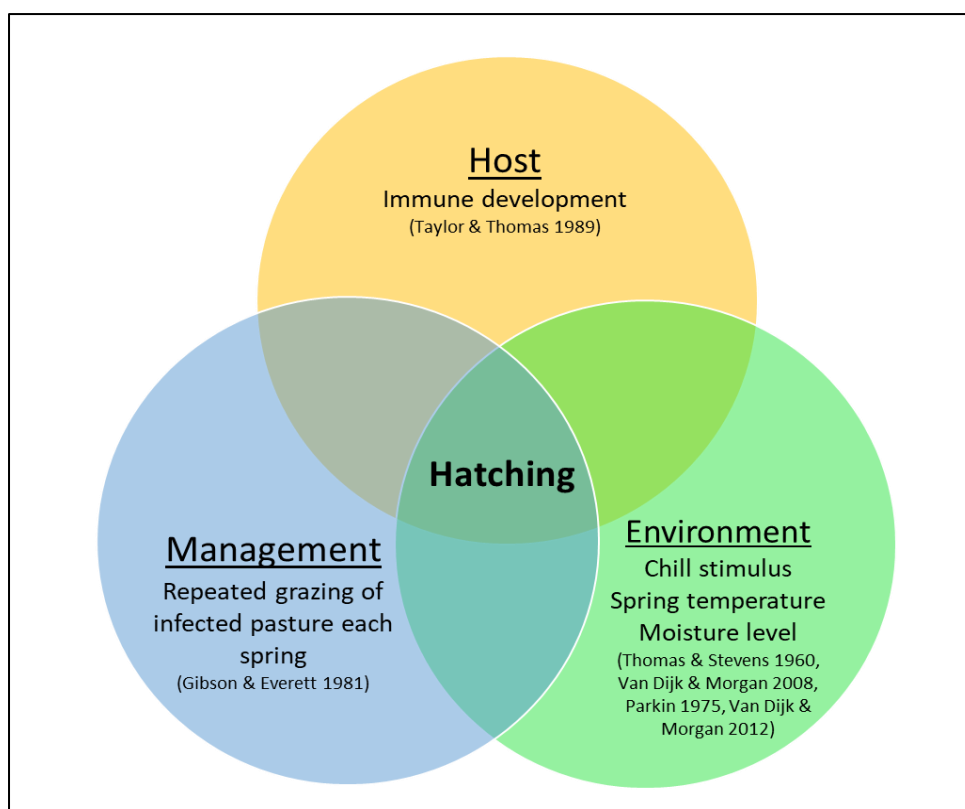 Host
Immune development
(Taylor & Thomas 1989)
Hatching
Management
Repeated grazing of
infected pasture each
spring
(Gibson & Everett 1981)
Environment
Chill stimulus
Spring temperature
Moisture level
(Thomas & Stevens 1960,
Van Dijk & Morgan 2008,
Parkin 1975, Van Dijk &
Morgan 2012)